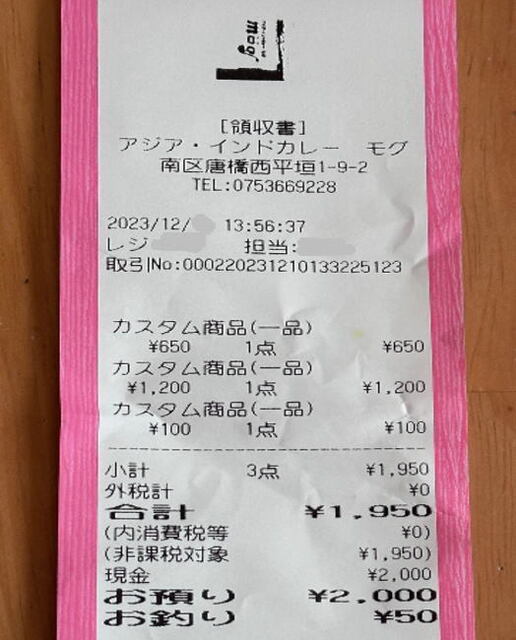 mog
[領収書]
アジア・インドカレー モグ
南区唐橋西平垣1-9-2
TEL:0753669228
2023/12/ 13:56:37
レジ 担当:
取引No:0002202312101332​25123
カスタム商品(一品)
¥650 1点 ¥650
カスタム商品(一品)
¥1,200 1点 ¥1,200
カスタム商品(一品)
¥100 1点 ¥100
小計 3点 ¥1,950
外税計 ¥0
合計 ¥1,950
(内消費税等 ¥0)
(非課税対象 ¥1,950)
現金 ¥2,000
お預り ¥2,000
お釣り ¥50